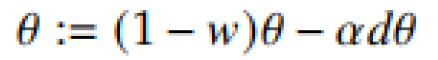 θ := (1 − w)θ − αdθ